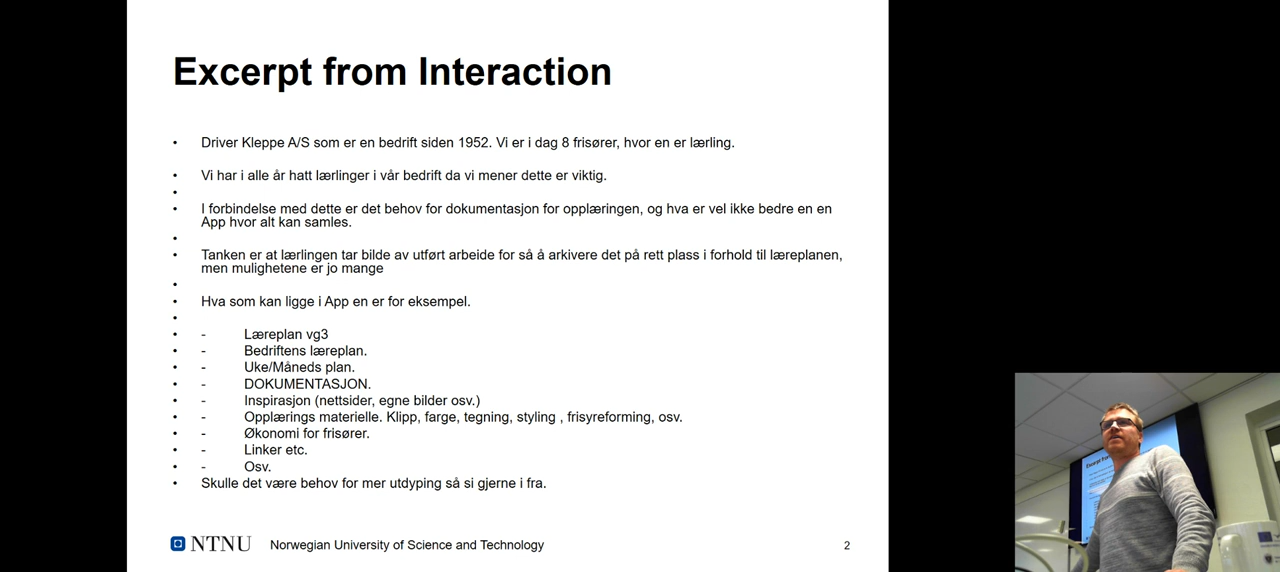 Excerpt from Interaction
• Driver Kleppe A/S som er en bedrift siden 1952. Vi er i dag 8 frisører, hvor en er lærling.
• Vi har i alle år hatt lærlinger i vår bedrift da vi mener dette er viktig.
•
• I forbindelse med dette er det behov for dokumentasjon for opplæringen, og hva er vel ikke bedre en en
App hvor alt kan samles.
•
• Tanken er at lærlingen tar bilde av utført arbeide for så å arkivere det på rett plass i forhold til læreplanen,
men mulighetene er jo mange
•
• Hva som kan ligge i App en er for eksempel.
•
• - Læreplan vg3
• - Bedriftens læreplan.
• - Uke/Måneds plan.
• - DOKUMENTASJON.
• - Inspirasjon (nettsider, egne bilder osv.)
• - Opplærings materielle. Klipp, farge, tegning, styling , frisyreforming, osv.
• - Økonomi for frisører.
• - Linker etc.
• - Osv.
• Skulle det være behov for mer utdyping så si gjerne i fra.
NTNU Norwegian University of Science and Technology 2